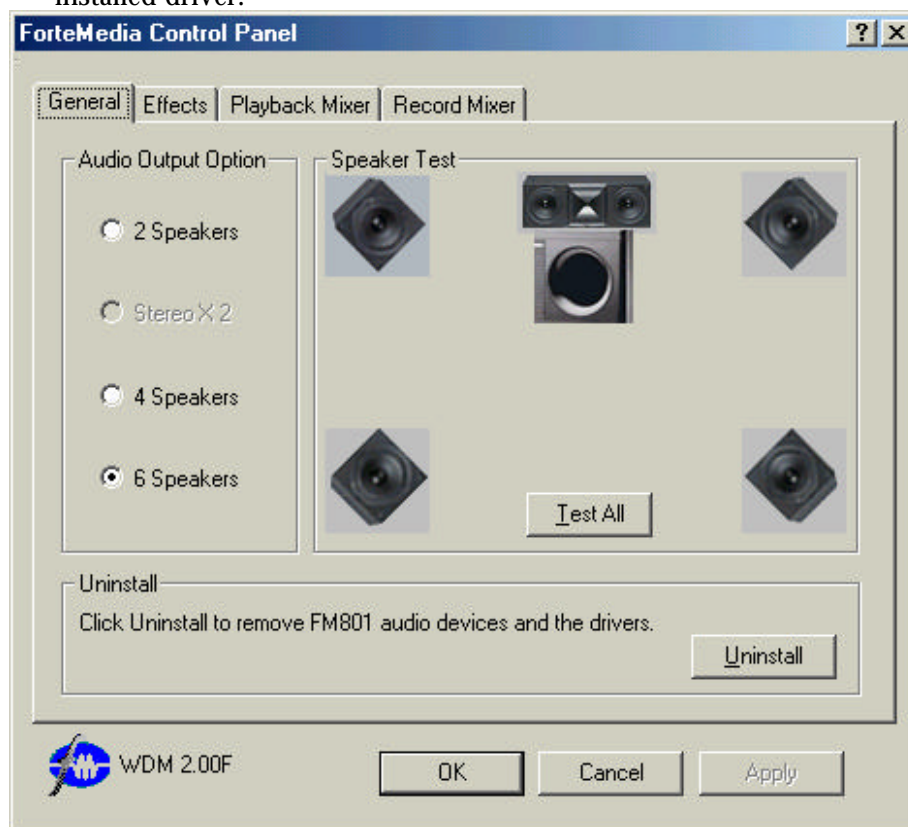 installed driver.
ForteMedia Control Panel
General Effects Playback Mixer Record Mixer
Audio Output Option
2 Speakers
Stereo X 2
4 Speakers
6 Speakers
Speaker Test
Test All
Uninstall
Click Uninstall to remove FM801 audio devices and the drivers.
Uninstall
WDM 2.00F
OK Cancel Apply